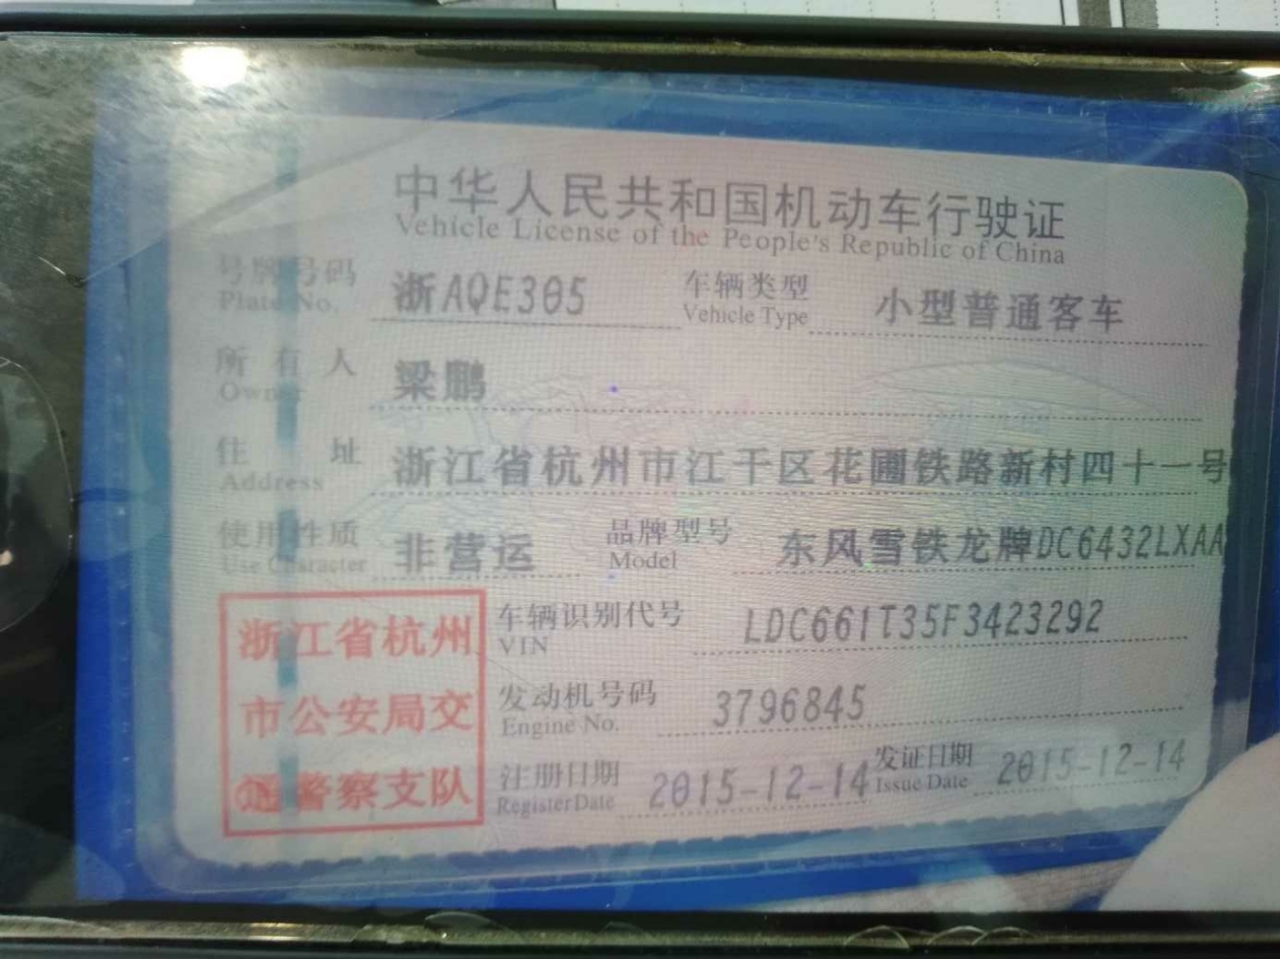 中华人民共和国机动车行驶证
Vehicle License of the People's Republic of China
号牌号码 浙AQE305 车辆类型 小型普通客车
Plate No. Vehicle Type
所有人 梁鹏
Owner
住址 浙江省杭州市江干区花圃铁路新村四十一号
Address
使用性质 非营运 品牌型号 东风雪铁龙牌DC6432LXAA
Use Character Model
浙江省杭州
市公安局交
通警察支队
车辆识别代号 LDC661T35F3423292
VIN
发动机号码 3796845
Engine No.
注册日期 2015-12-14 发证日期 2015-12-14
Register Date Issue Date